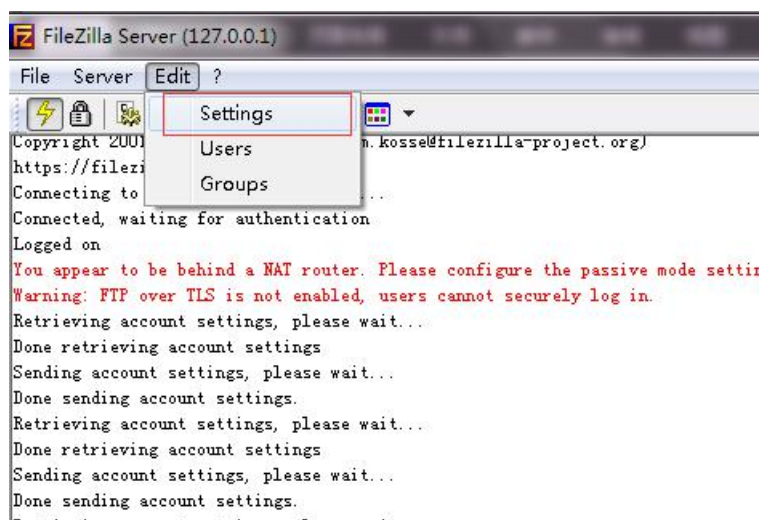 FileZilla Server (127.0.0.1)
File Server Edit ?
Settings
Users
Groups
Copyright 2001 n.kosse@filezilla-project.org)
https://filezi
Connecting to ...
Connected, waiting for authentication
Logged on
You appear to be behind a NAT router. Please configure the passive mode settin
Warning: FTP over TLS is not enabled, users cannot securely log in.
Retrieving account settings, please wait...
Done retrieving account settings
Sending account settings, please wait...
Done sending account settings.
Retrieving account settings, please wait...
Done retrieving account settings
Sending account settings, please wait...
Done sending account settings.